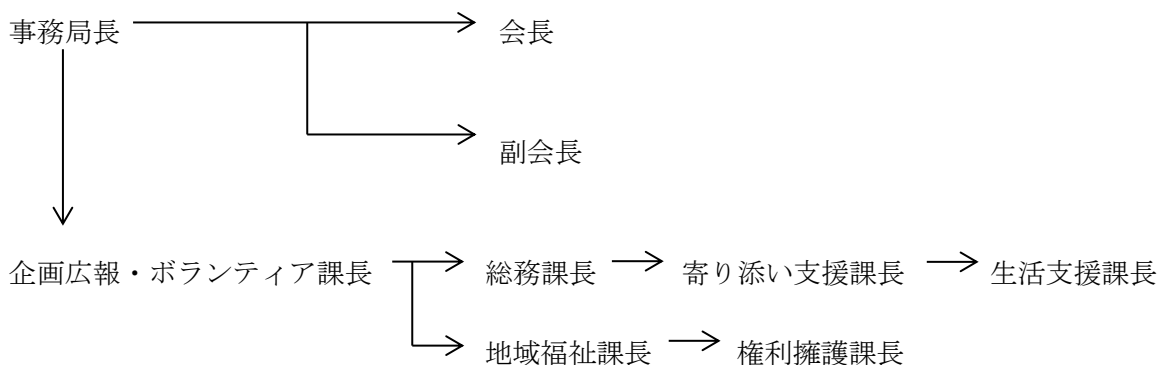 事務局長 会長
副会長
企画広報・ボランティア課長 総務課長 寄り添い支援課長 生活支援課長
地域福祉課長 権利擁護課長